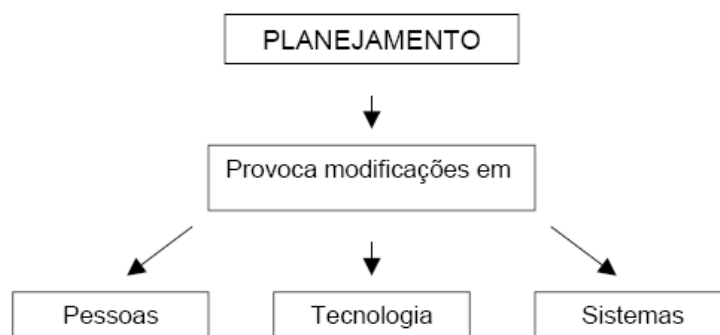 PLANEJAMENTO
Provoca modificações em
Pessoas
Tecnologia
Sistemas